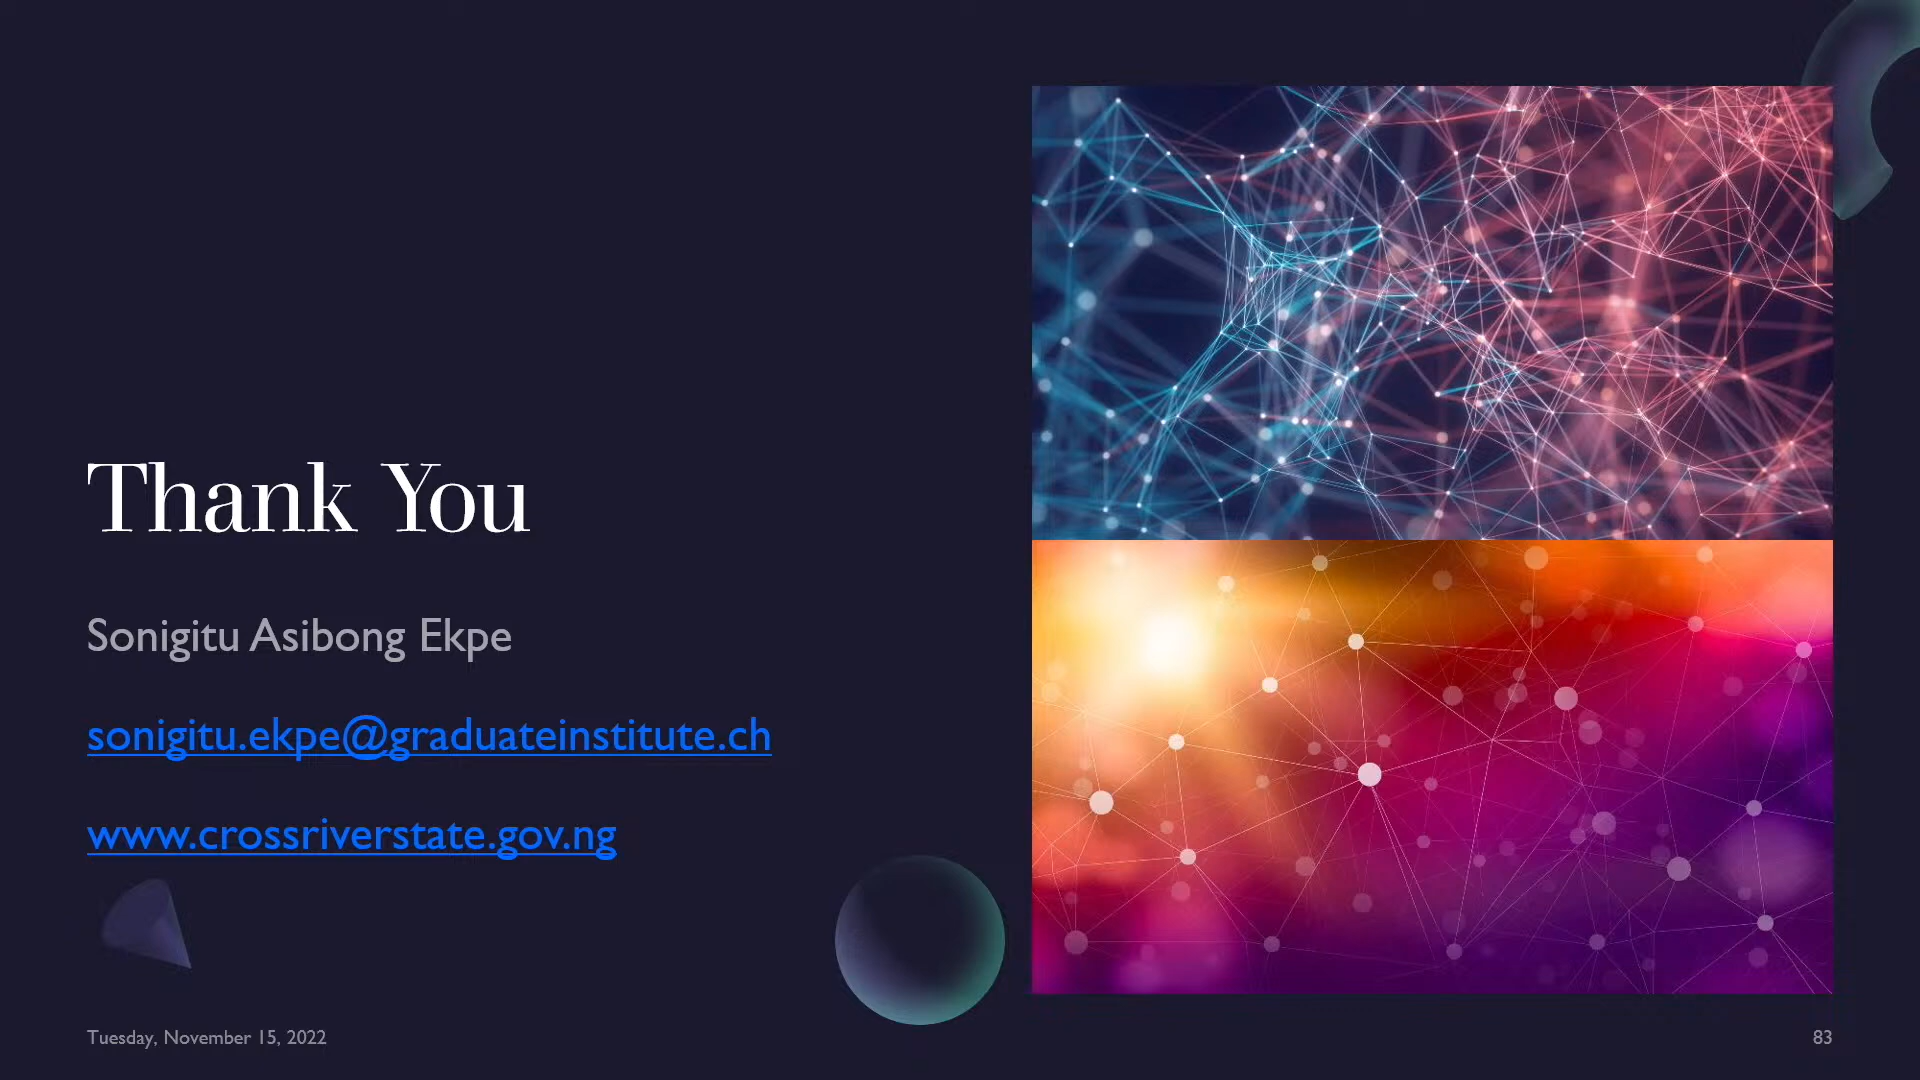 Thank You
Sonigitu Asibong Ekpe
sonigitu.ekpe@graduateinstitute.ch
www.crossriverstate.gov.ng
Tuesday, November 15, 2022
83